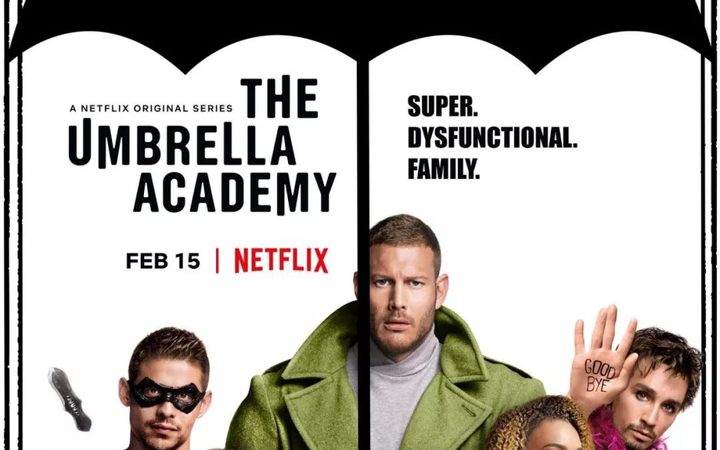 A NETFLIX ORIGINAL SERIES
THE
UMBRELLA
ACADEMY
FEB 15 | NETFLIX
SUPER.
DYSFUNCTIONAL.
FAMILY.
GOOD
BYE